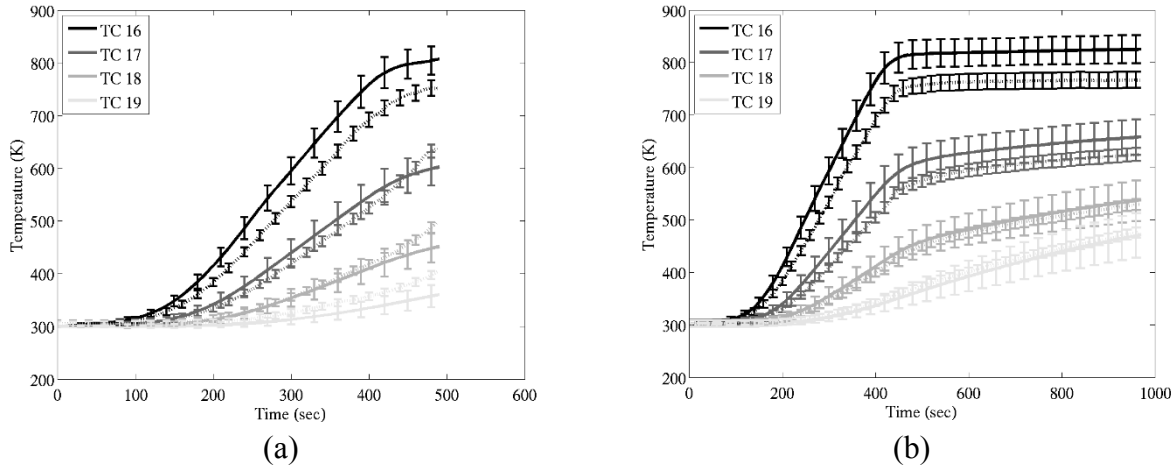 900
800
700
600
500
400
300
200
Temperature (K)
TC 16
TC 17
TC 18
TC 19
0 100 200 300 400 500 600
Time (sec)
(a)
900
800
700
600
500
400
300
200
Temperature (K)
TC 16
TC 17
TC 18
TC 19
0 200 400 600 800 1000
Time (sec)
(b)